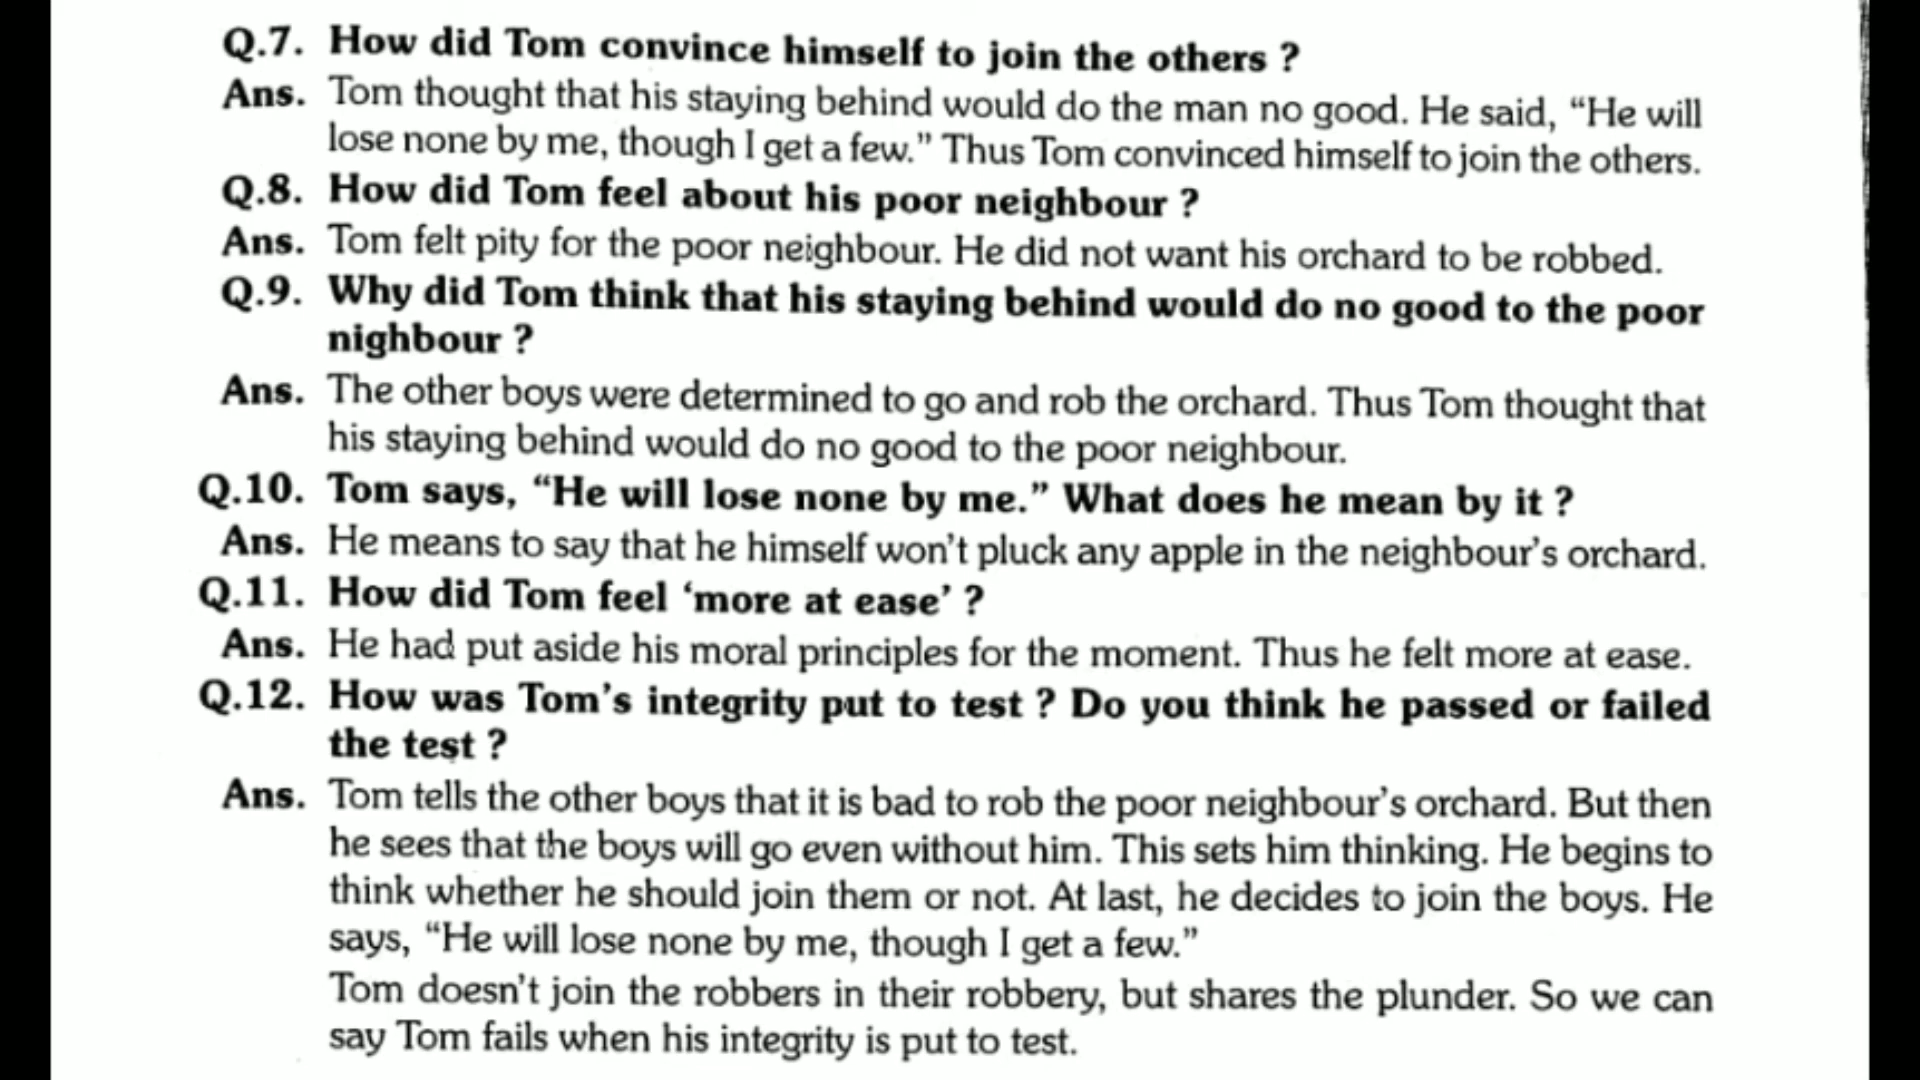 Q.7. How did Tom convince himself to join the others ?
Ans. Tom thought that his staying behind would do the man no good. He said, “He will
lose none by me, though I get a few.” Thus Tom convinced himself to join the others.
Q.8. How did Tom feel about his poor neighbour ?
Ans. Tom felt pity for the poor neighbour. He did not want his orchard to be robbed.
Q.9. Why did Tom think that his staying behind would do no good to the poor
nighbour ?
Ans. The other boys were determined to go and rob the orchard. Thus Tom thought that
his staying behind would do no good to the poor neighbour.
Q.10. Tom says, “He will lose none by me.” What does he mean by it ?
Ans. He means to say that he himself won’t pluck any apple in the neighbour’s orchard.
Q.11. How did Tom feel ‘more at ease’ ?
Ans. He had put aside his moral principles for the moment. Thus he felt more at ease.
Q.12. How was Tom’s integrity put to test ? Do you think he passed or failed
the test ?
Ans. Tom tells the other boys that it is bad to rob the poor neighbour’s orchard. But then
he sees that the boys will go even without him. This sets him thinking. He begins to
think whether he should join them or not. At last, he decides to join the boys. He
says, “He will lose none by me, though I get a few.”
Tom doesn’t join the robbers in their robbery, but shares the plunder. So we can
say Tom fails when his integrity is put to test.